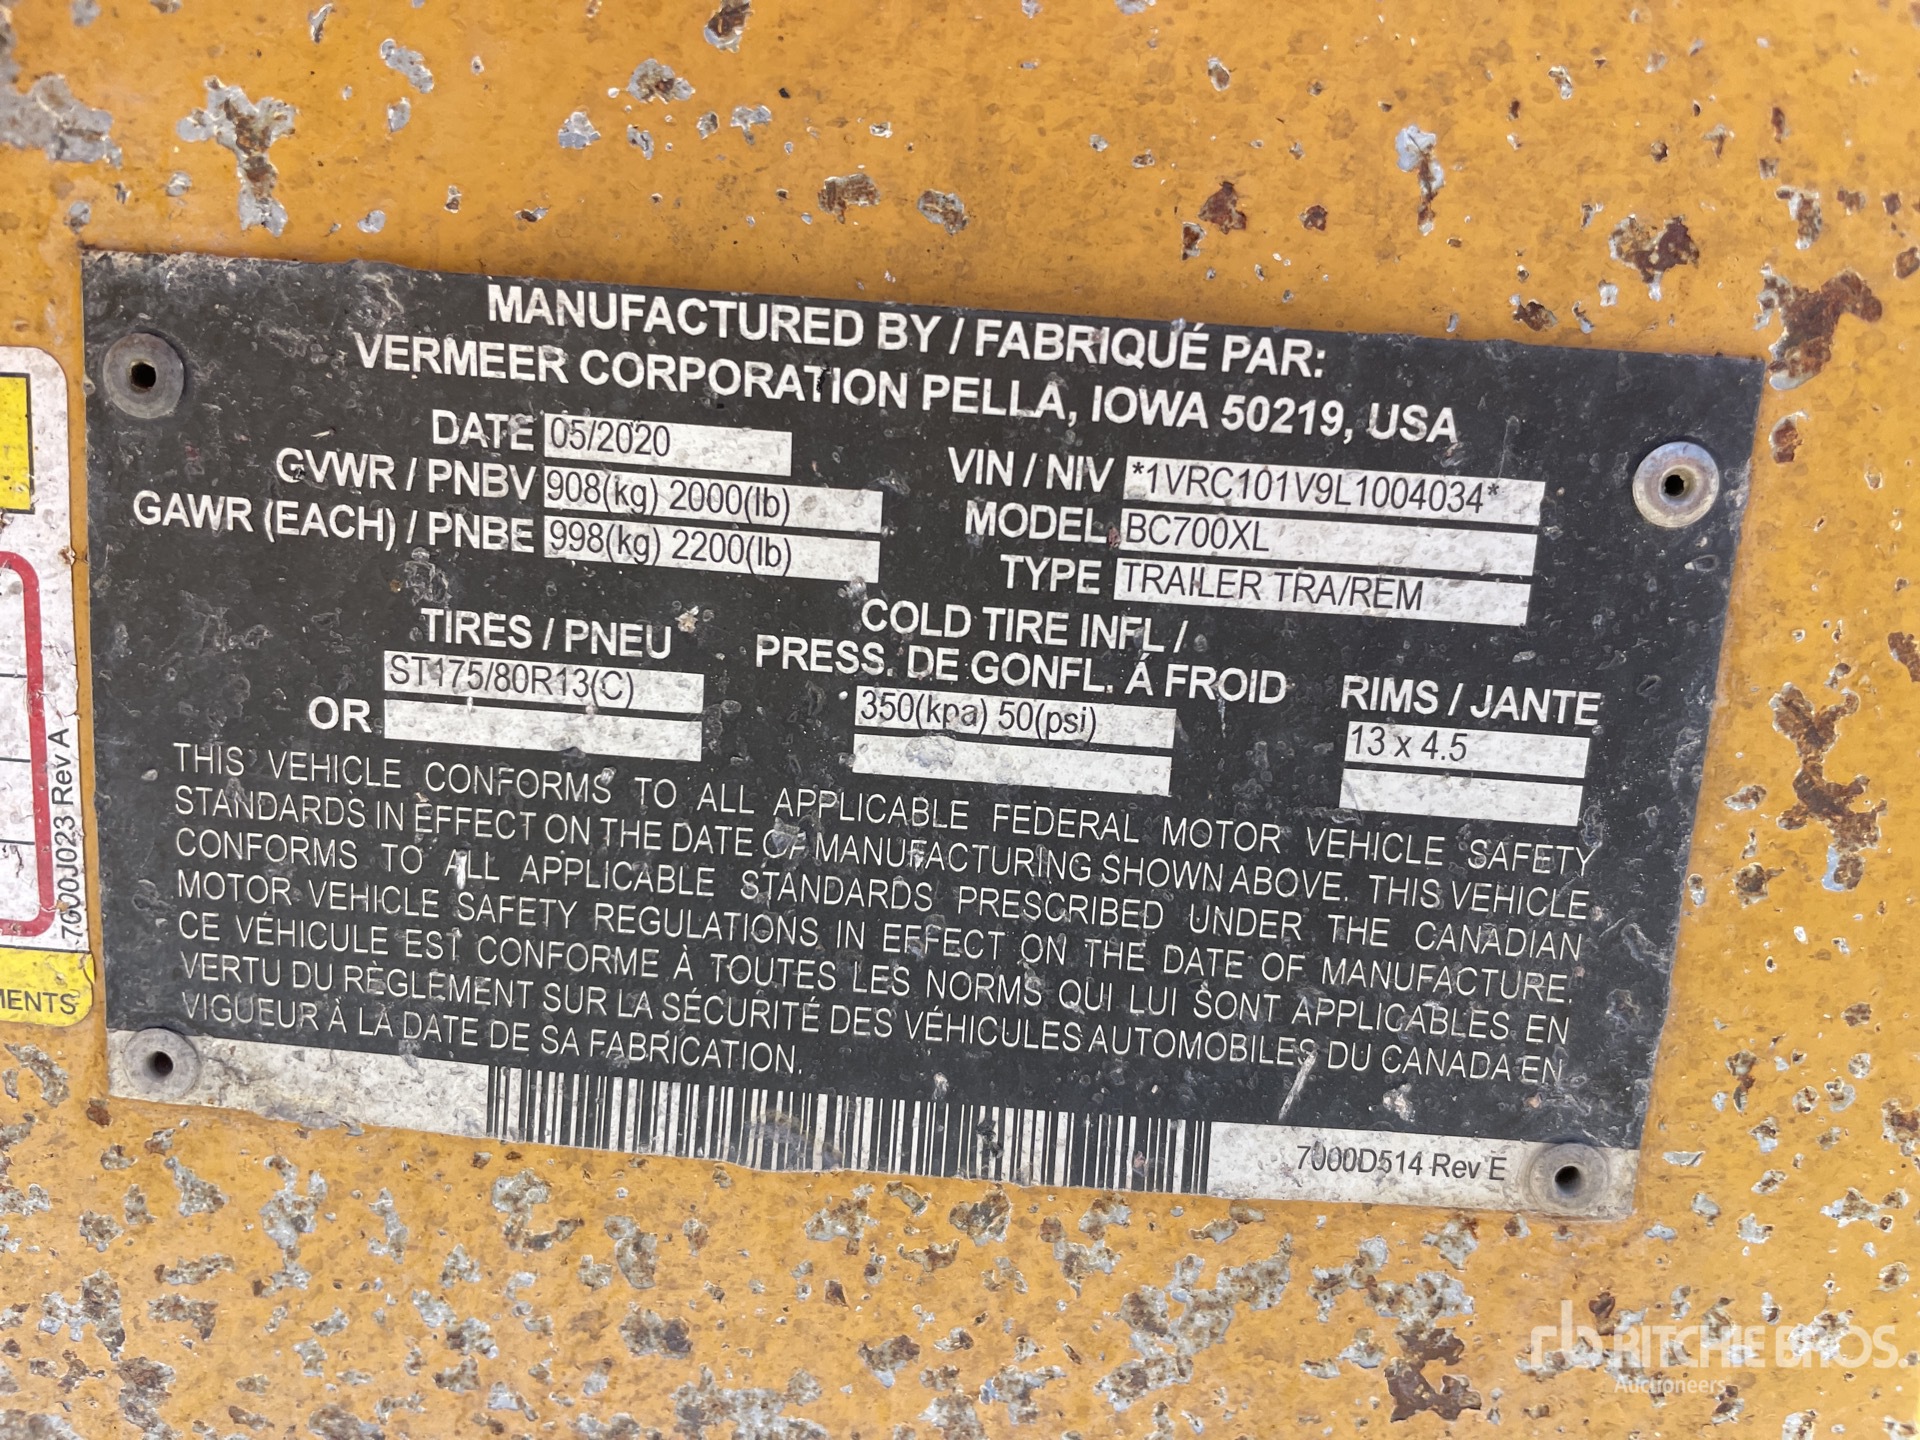 MANUFACTURED BY / FABRIQUÉ PAR:
VERMEER CORPORATION PELLA, IOWA 50219, USA
DATE 05/2020
GVWR / PNBV 908(kg) 2000(lb)
GAWR (EACH) / PNBE 998(kg) 2200(lb)
VIN / NIV *1VRC101V9L1004034*
MODEL BC700XL
TYPE TRAILER TRA/REM
TIRES / PNEU
ST175/80R13(C)
OR
COLD TIRE INFL /
PRESS. DE GONFL. Á FROID
350(kpa) 50(psi)
RIMS / JANTE
13 x 4.5
THIS VEHICLE CONFORMS TO ALL APPLICABLE FEDERAL MOTOR VEHICLE SAFETY
STANDARDS IN EFFECT ON THE DATE OF MANUFACTURING SHOWN ABOVE. THIS VEHICLE
CONFORMS TO ALL APPLICABLE STANDARDS PRESCRIBED UNDER THE CANADIAN
MOTOR VEHICLE SAFETY REGULATIONS IN EFFECT ON THE DATE OF MANUFACTURE.
CE VÉHICULE EST CONFORME À TOUTES LES NORMS QUI LUI SONT APPLICABLES EN
VERTU DU RÈGLEMENT SUR LA SÉCURITÉ DES VÉHICULES AUTOMOBILES DU CANADA EN
VIGUEUR À LA DATE DE SA FABRICATION.
7000D514 Rev E
7G00J023 Rev A
MENTS
rb RITCHIE BROS.
Auctioneers